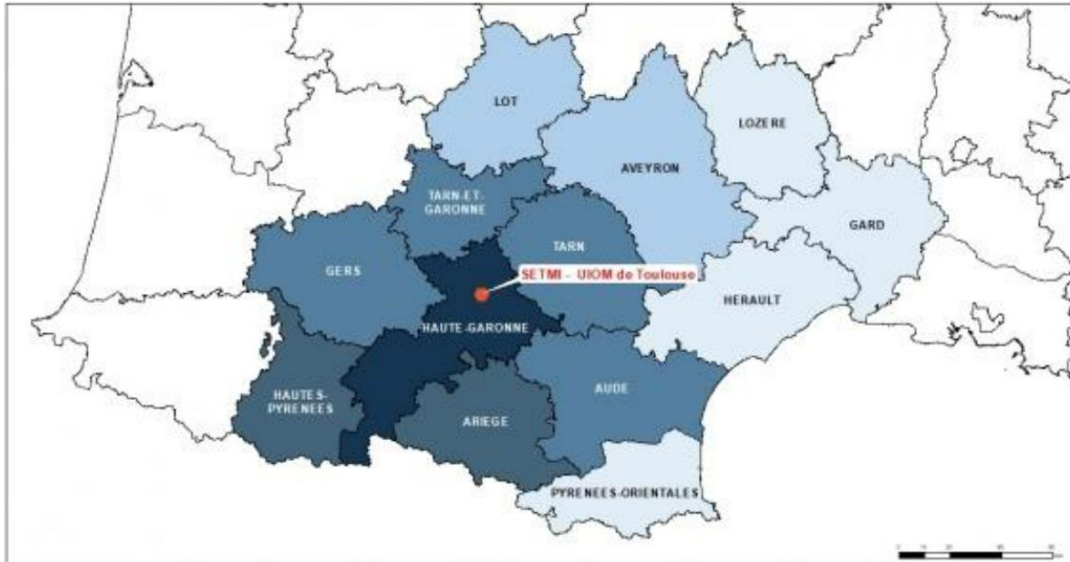 LOT
LOZERE
AVEYRON
TARN-ET-
GARONNE
GARD
TARN
GERS
SETMI - UIOM de Toulouse
HERAULT
HAUTE-GARONNE
HAUTES-
PYRENEES
AUDE
ARIEGE
PYRENEES-ORIENTALES